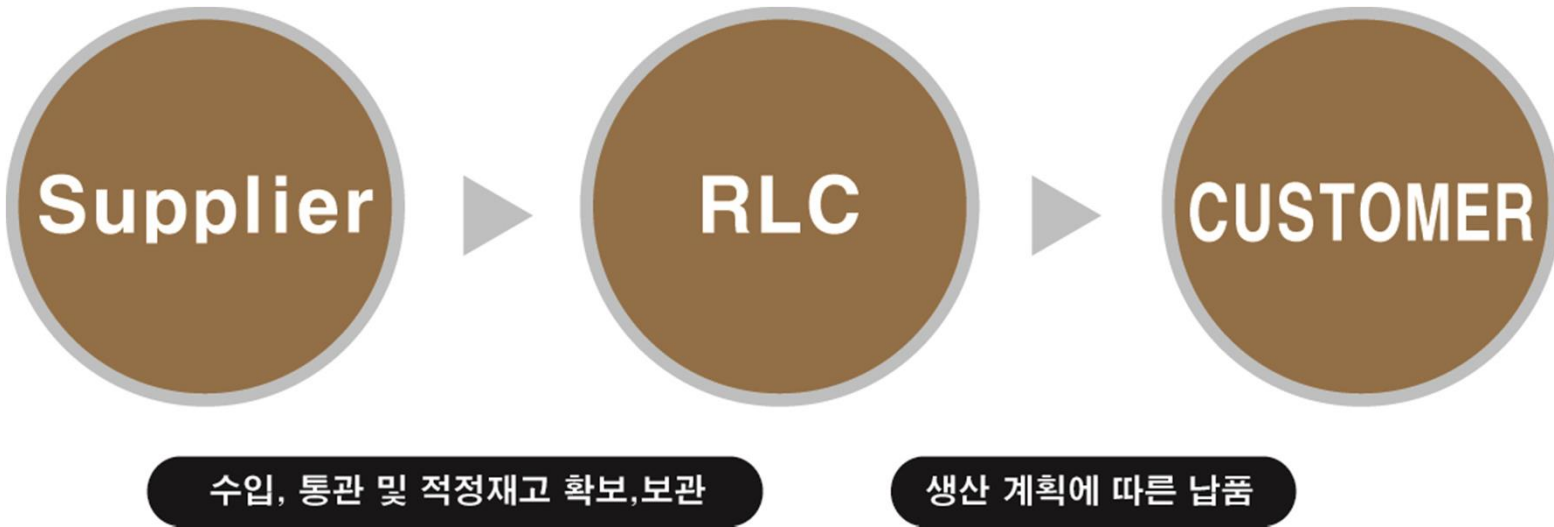 Supplier
RLC
CUSTOMER
수입, 통관 및 적정재고 확보,보관
생산 계획에 따른 납품